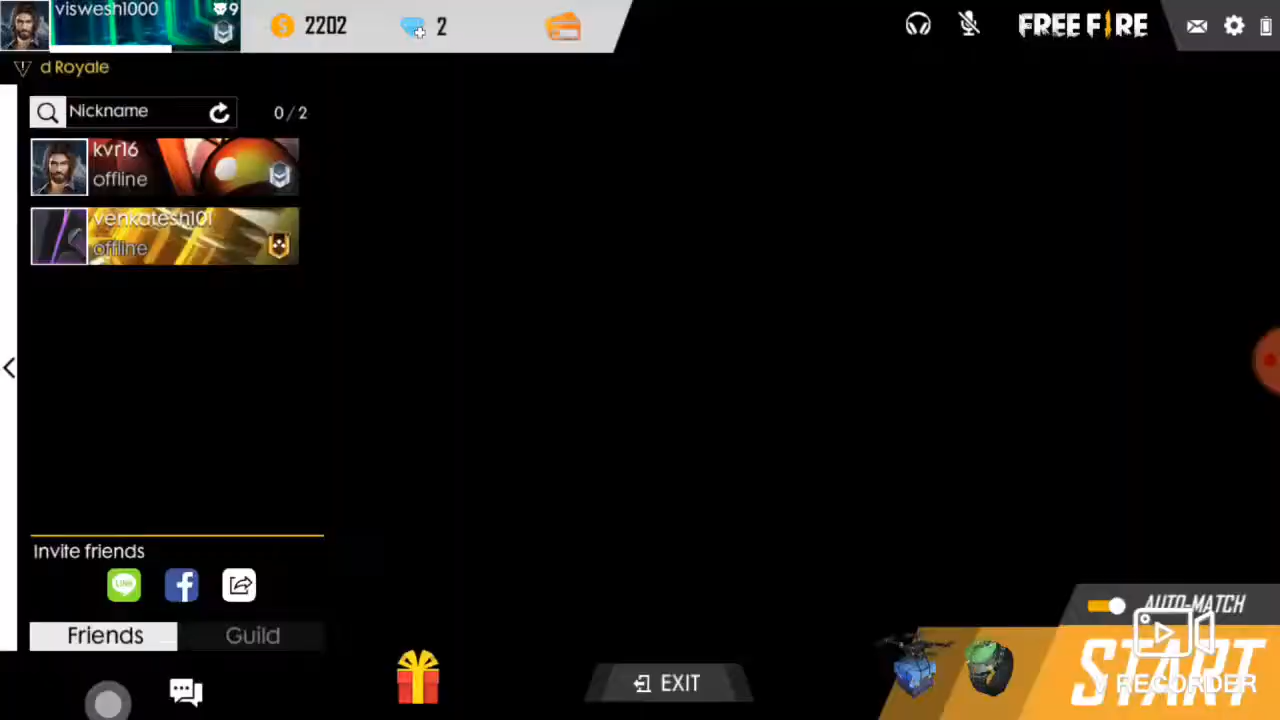 viswesh1000
9
2202
2
FREE FIRE
d Royale
Nickname
0/2
kvr16
offline
venkatesh101
offline
Invite friends
LINE
Friends
Guild
EXIT
AUTO-MATCH
START
V RECORDER